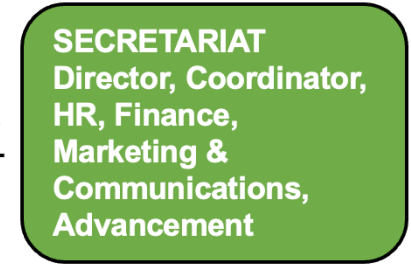 SECRETARIAT
Director, Coordinator,
HR, Finance,
Marketing &
Communications,
Advancement